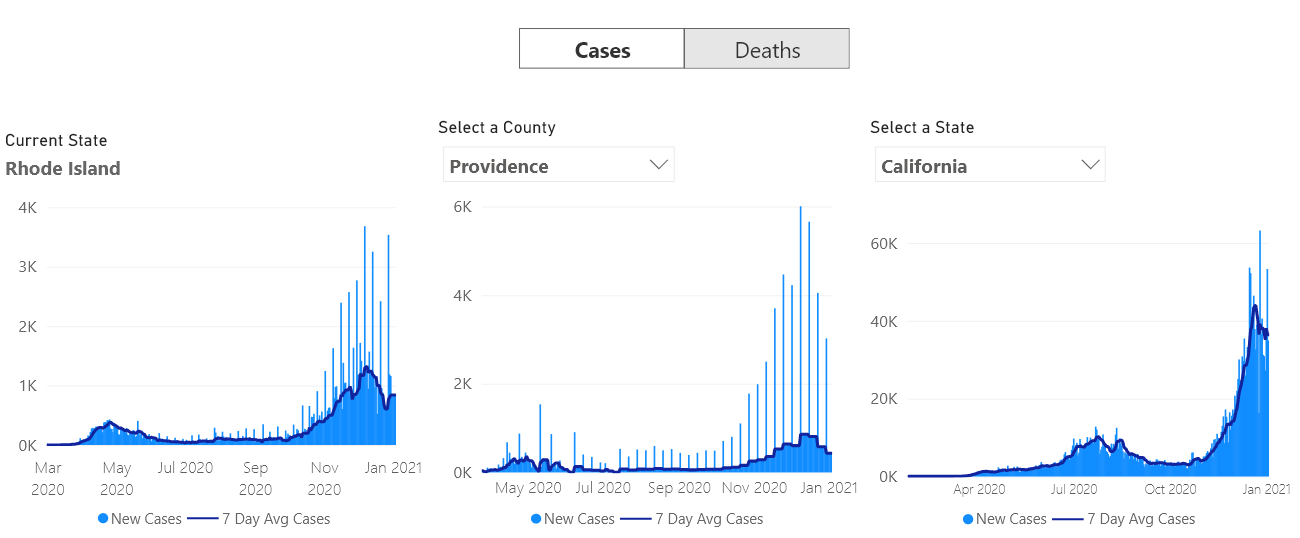 Cases Deaths
Current State
Rhode Island
4K
3K
2K
1K
0K
Mar 2020 May 2020 Jul 2020 Sep 2020 Nov 2020 Jan 2021
New Cases 7 Day Avg Cases
Select a County
Providence
6K
4K
2K
0K
May 2020 Jul 2020 Sep 2020 Nov 2020 Jan 2021
New Cases 7 Day Avg Cases
Select a State
California
60K
40K
20K
0K
Apr 2020 Jul 2020 Oct 2020 Jan 2021
New Cases 7 Day Avg Cases